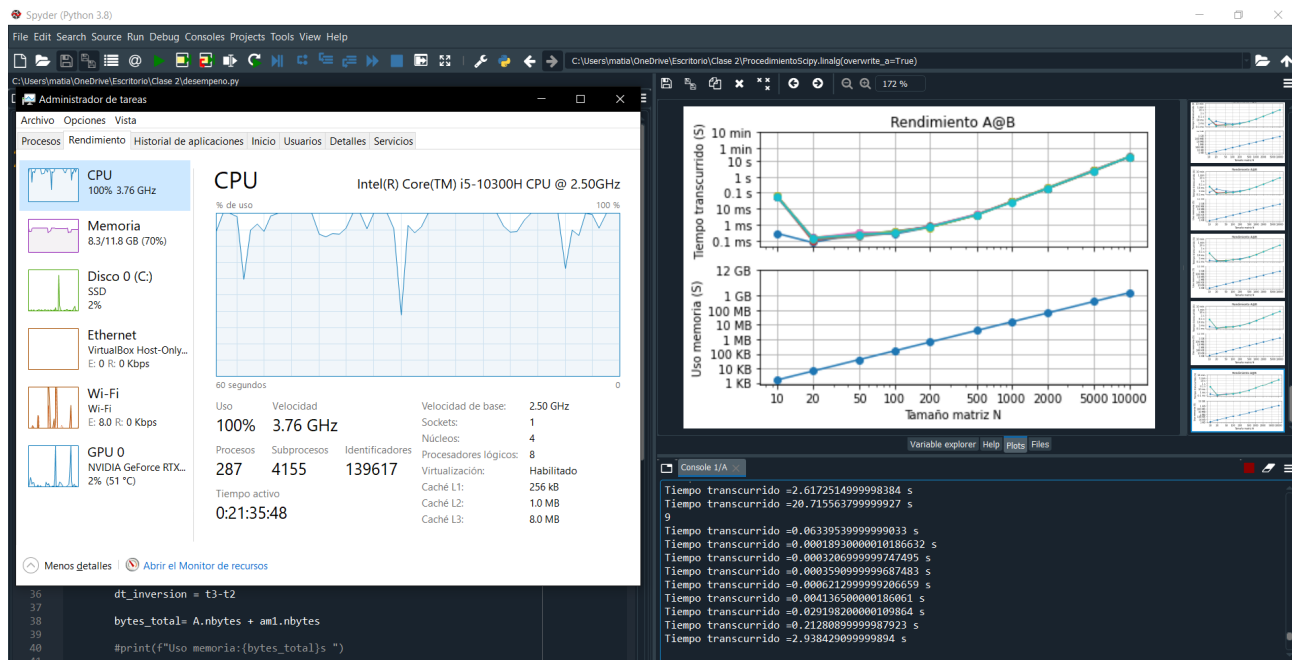 Spyder (Python 3.8)
File Edit Search Source Run Debug Consoles Projects Tools View Help
C:\Users\matia\OneDrive\Escritorio\Clase 2\ProcedimientoScipy.linalg(overwrite_a=True)
C:\Users\matia\OneDrive\Escritorio\Clase 2\desempeno.py
Administrador de tareas
Archivo Opciones Vista
Procesos Rendimiento Historial de aplicaciones Inicio Usuarios Detalles Servicios
CPU
100% 3.76 GHz
Memoria
8.3/11.8 GB (70%)
Disco 0 (C:)
SSD
2%
Ethernet
VirtualBox Host-Only...
E: 0 R: 0 Kbps
Wi-Fi
Wi-Fi
E: 8.0 R: 0 Kbps
GPU 0
NVIDIA GeForce RTX...
2% (51 °C)
CPU Intel(R) Core(TM) i5-10300H CPU @ 2.50GHz
% de uso 100 %
60 segundos 0
Uso Velocidad
100% 3.76 GHz
Procesos Subprocesos Identificadores
287 4155 139617
Tiempo activo
0:21:35:48
Velocidad de base: 2.50 GHz
Sockets: 1
Núcleos: 4
Procesadores lógicos: 8
Virtualización: Habilitado
Caché L1: 256 kB
Caché L2: 1.0 MB
Caché L3: 8.0 MB
Menos detalles Abrir el Monitor de recursos
36 dt_inversion = t3-t2
37
38 bytes_total= A.nbytes + am1.nbytes
39
40 #print(f"Uso memoria:{bytes_total}s ")
172 %
Rendimiento A@B
Tiempo transcurrido (S)
10 min
1 min
10 s
1 s
0.1 s
10 ms
1 ms
0.1 ms
Uso memoria (S)
12 GB
1 GB
100 MB
10 MB
1 MB
100 KB
10 KB
1 KB
10 20 50 100 200 500 1000 2000 5000 10000
Tamaño matriz N
Variable explorer Help Plots Files
Console 1/A
Tiempo transcurrido =2.6172514999998384 s
Tiempo transcurrido =20.715563799999927 s
9
Tiempo transcurrido =0.06339539999999033 s
Tiempo transcurrido =0.00018930000010186632 s
Tiempo transcurrido =0.0003206999999747495 s
Tiempo transcurrido =0.0003590999999687483 s
Tiempo transcurrido =0.0006212999999206659 s
Tiempo transcurrido =0.004136500000186061 s
Tiempo transcurrido =0.029198200000109864 s
Tiempo transcurrido =0.21280899999987923 s
Tiempo transcurrido =2.938429099999894 s